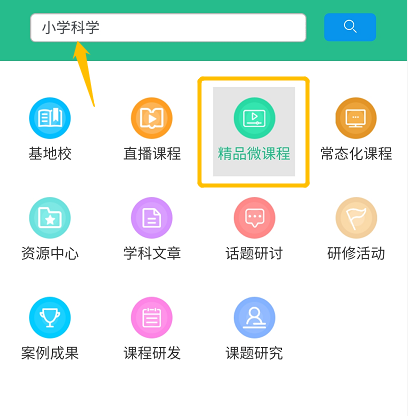 小学科学
基地校 直播课程 精品微课程 常态化课程
资源中心 学科文章 话题研讨 研修活动
案例成果 课程研发 课题研究